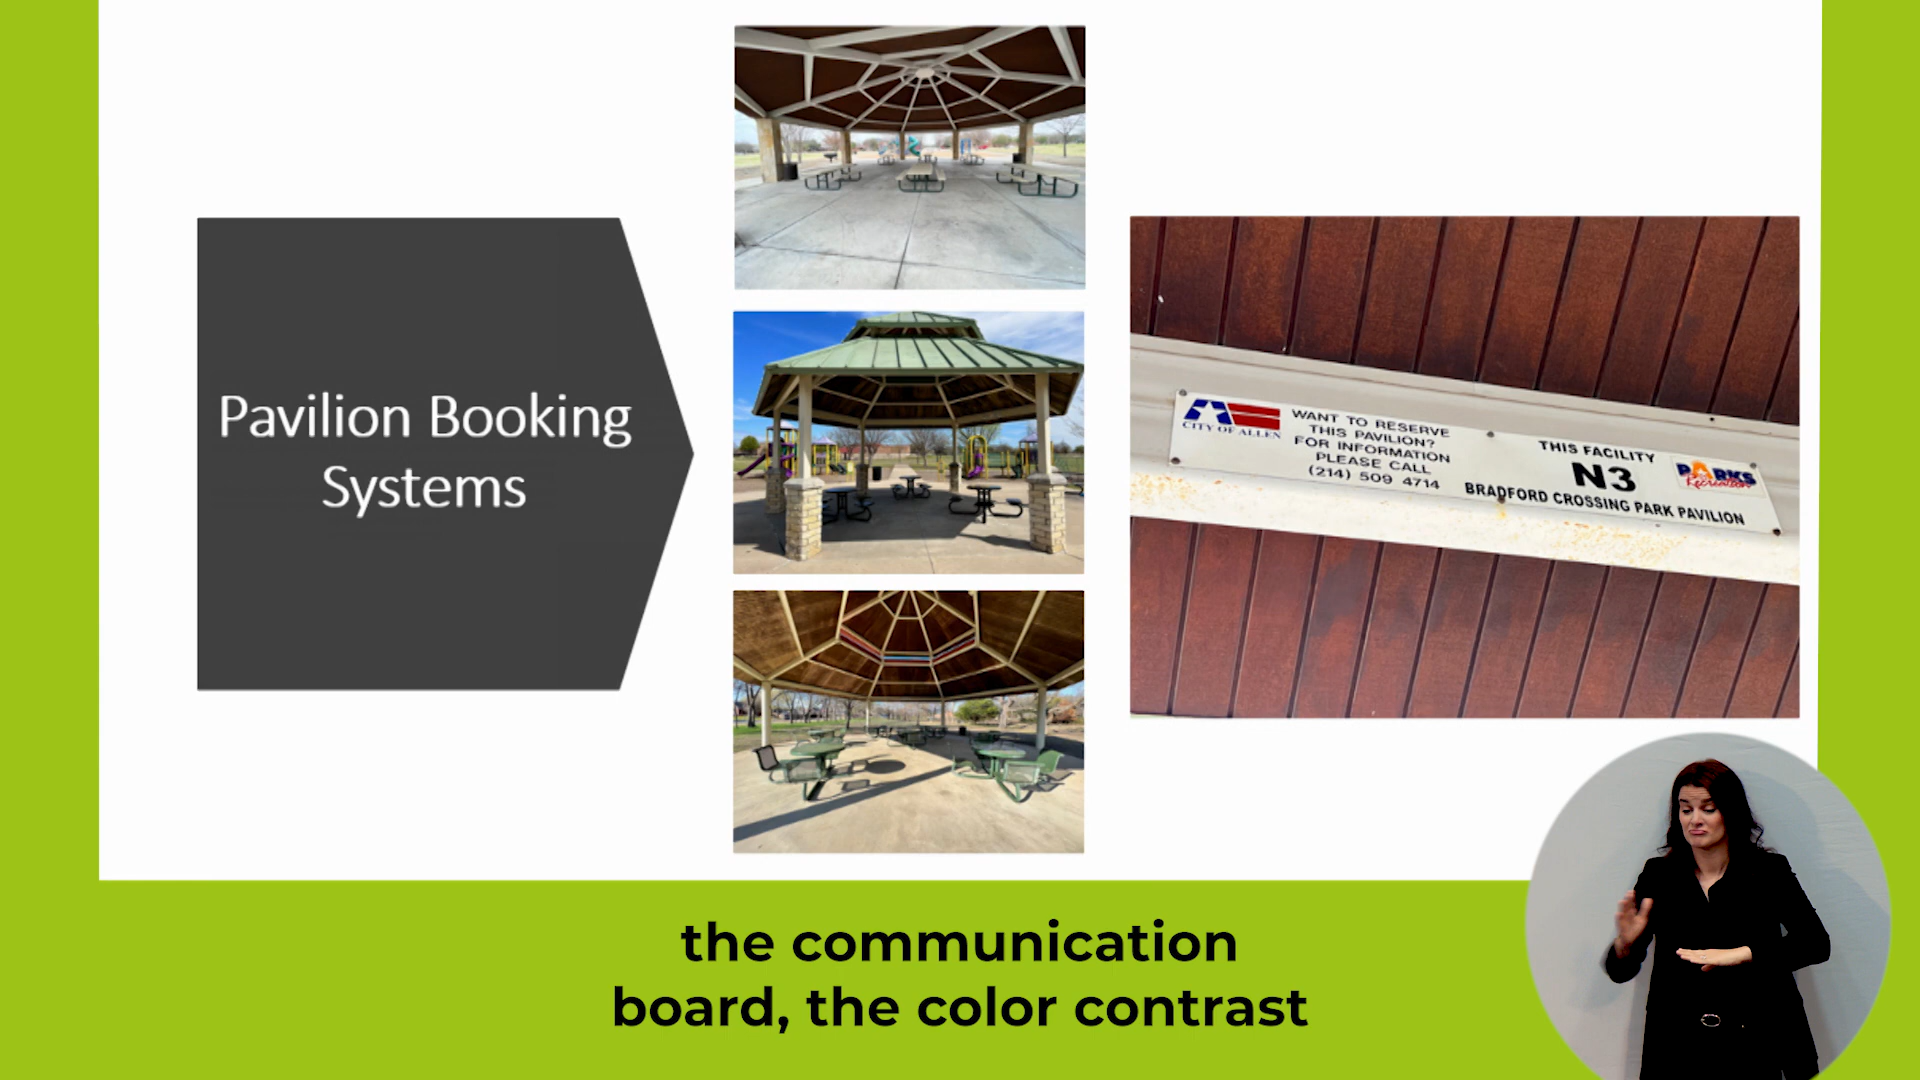 Pavilion Booking
Systems
CITY OF ALLEN
WANT TO RESERVE
THIS PAVILION?
FOR INFORMATION
PLEASE CALL
(214) 509 4714
THIS FACILITY
N3
BRADFORD CROSSING PARK PAVILION
PARKS
Recreation
the communication
board, the color contrast